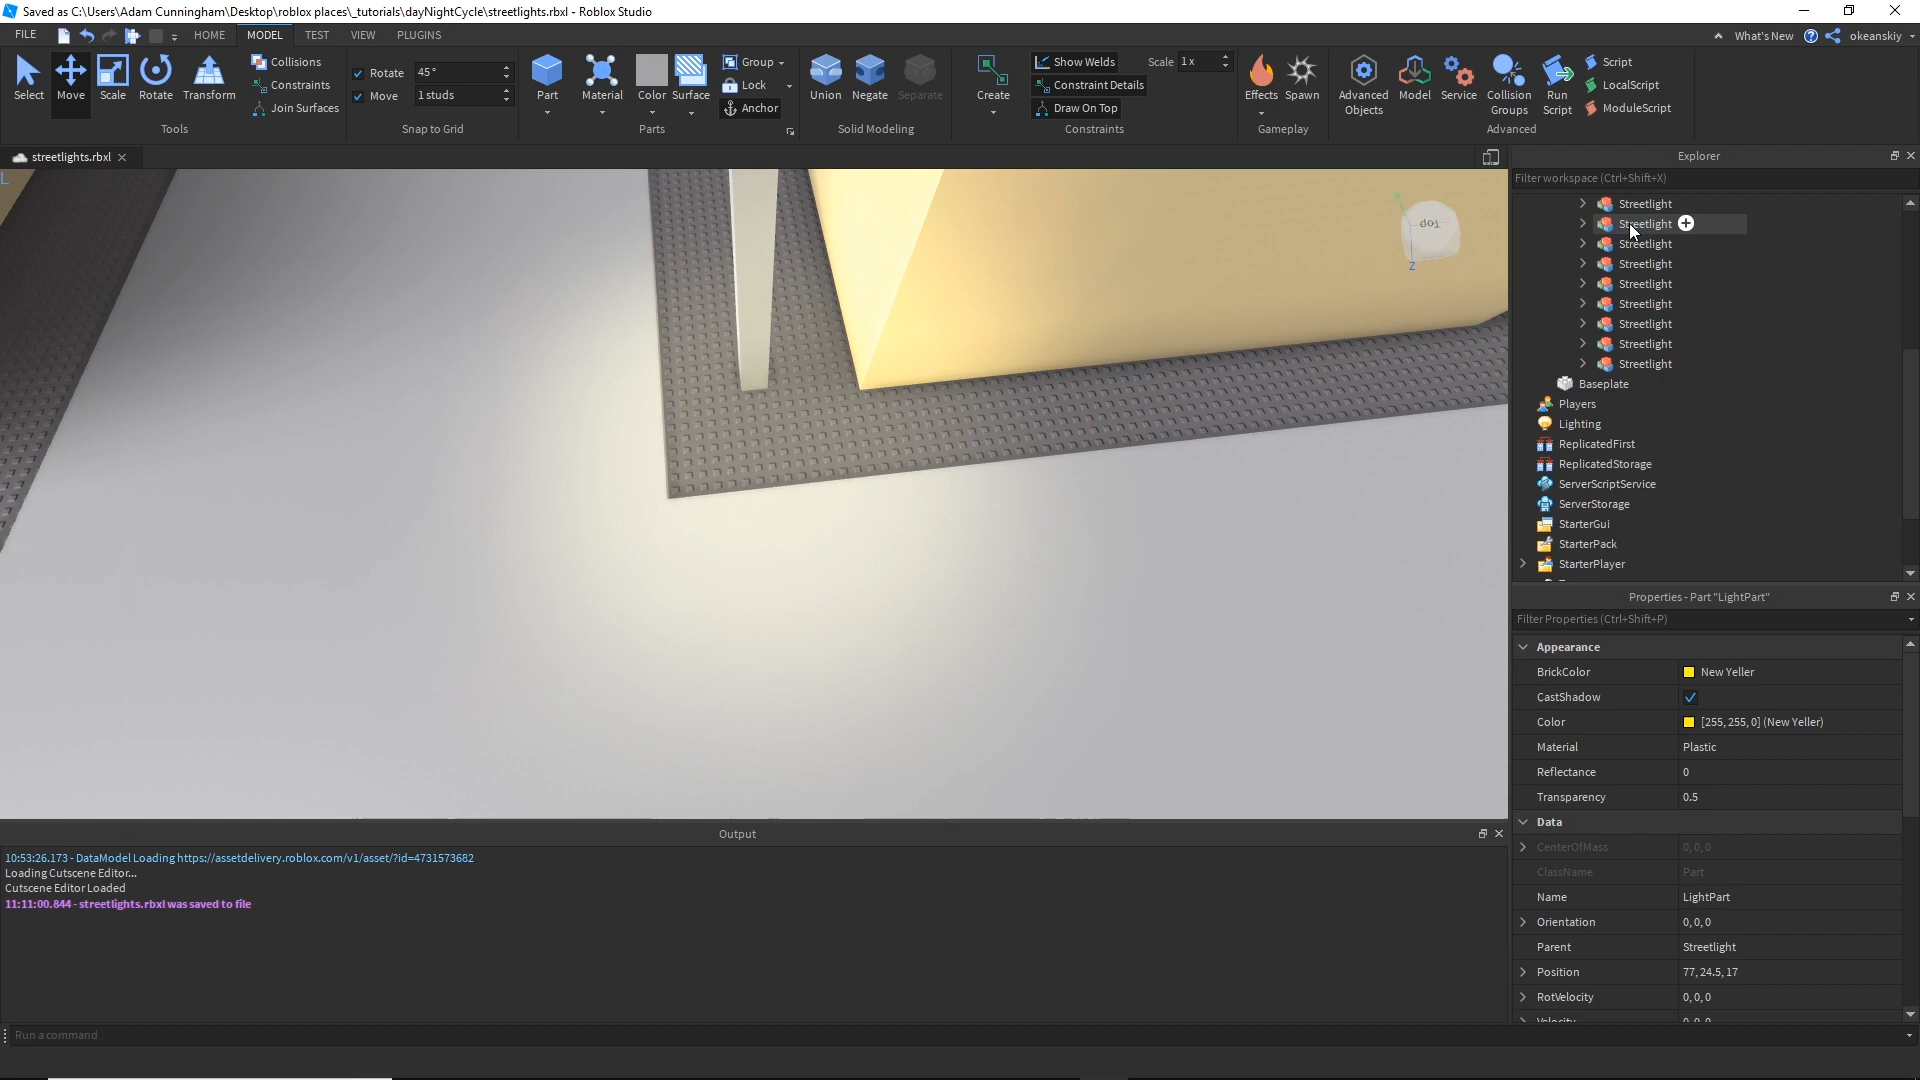 Saved as C:\Users\Adam Cunningham\Desktop\roblox places\_tutorials\dayNightCycle\streetlights.rbxl - Roblox Studio
FILE HOME MODEL TEST VIEW PLUGINS What's New okeanskiy
Select Move Scale Rotate Transform
Collisions
Constraints
Join Surfaces
Tools
Rotate 45°
Move 1 studs
Snap to Grid
Part Material Color Surface
Group
Lock
Anchor
Parts
Union Negate Separate
Solid Modeling
Create
Show Welds
Constraint Details
Draw On Top
Scale 1x
Constraints
Effects Spawn
Gameplay
Advanced Objects Model Service Collision Groups Run Script
Script
LocalScript
ModuleScript
Advanced
streetlights.rbxl
L
Top
Z
Explorer
Filter workspace (Ctrl+Shift+X)
Streetlight
Streetlight
Streetlight
Streetlight
Streetlight
Streetlight
Streetlight
Streetlight
Streetlight
Baseplate
Players
Lighting
ReplicatedFirst
ReplicatedStorage
ServerScriptService
ServerStorage
StarterGui
StarterPack
StarterPlayer
Properties - Part "LightPart"
Filter Properties (Ctrl+Shift+P)
Appearance
BrickColor New Yeller
CastShadow
Color [255, 255, 0] (New Yeller)
Material Plastic
Reflectance 0
Transparency 0.5
Data
CenterOfMass 0, 0, 0
ClassName Part
Name LightPart
Orientation 0, 0, 0
Parent Streetlight
Position 77, 24.5, 17
RotVelocity 0, 0, 0
Velocity 0, 0, 0
Output
10:53:26.173 - DataModel Loading https://assetdelivery.roblox.com/v1/asset/?id=4731573682
Loading Cutscene Editor...
Cutscene Editor Loaded
11:11:00.844 - streetlights.rbxl was saved to file
Run a command